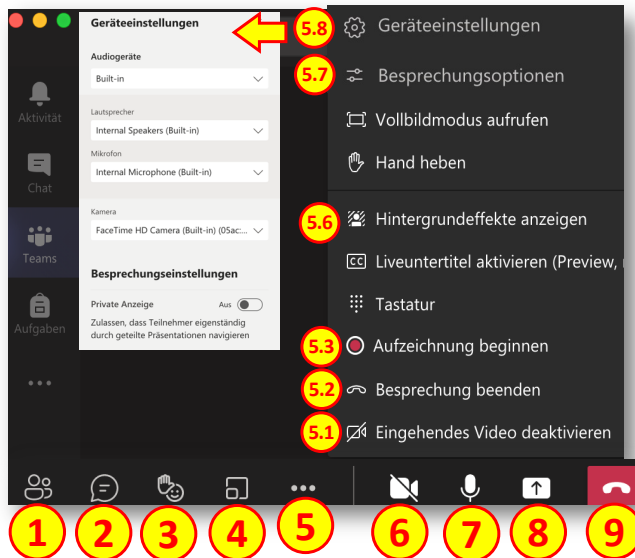 Aktivität
Chat
Teams
Aufgaben
Geräteeinstellungen
Audiogeräte
Built-in
Lautsprecher
Internal Speakers (Built-in)
Mikrofon
Internal Microphone (Built-in)
Kamera
FaceTime HD Camera (Built-in) (05ac:...
Besprechungseinstellungen
Private Anzeige Aus
Zulassen, dass Teilnehmer eigenständig
durch geteilte Präsentationen navigieren
5.8 Geräteeinstellungen
5.7 Besprechungsoptionen
Vollbildmodus aufrufen
Hand heben
5.6 Hintergrundeffekte anzeigen
CC Liveuntertitel aktivieren (Preview,
Tastatur
5.3 Aufzeichnung beginnen
5.2 Besprechung beenden
5.1 Eingehendes Video deaktivieren
1 2 3 4 5 6 7 8 9